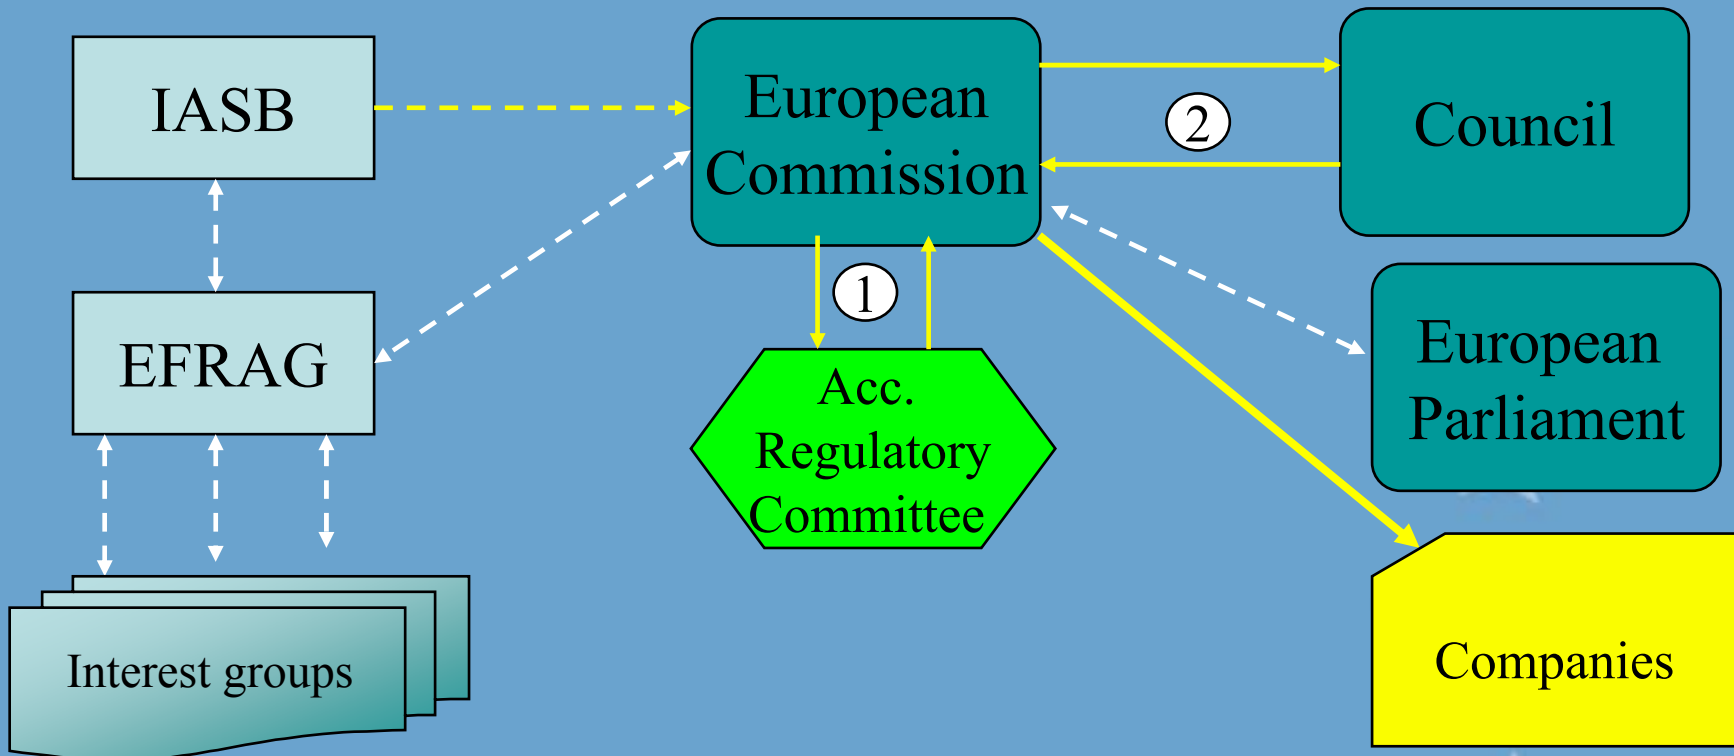 IASB
European
Commission
2
Council
1
EFRAG
Acc.
Regulatory
Committee
European
Parliament
Interest groups
Companies